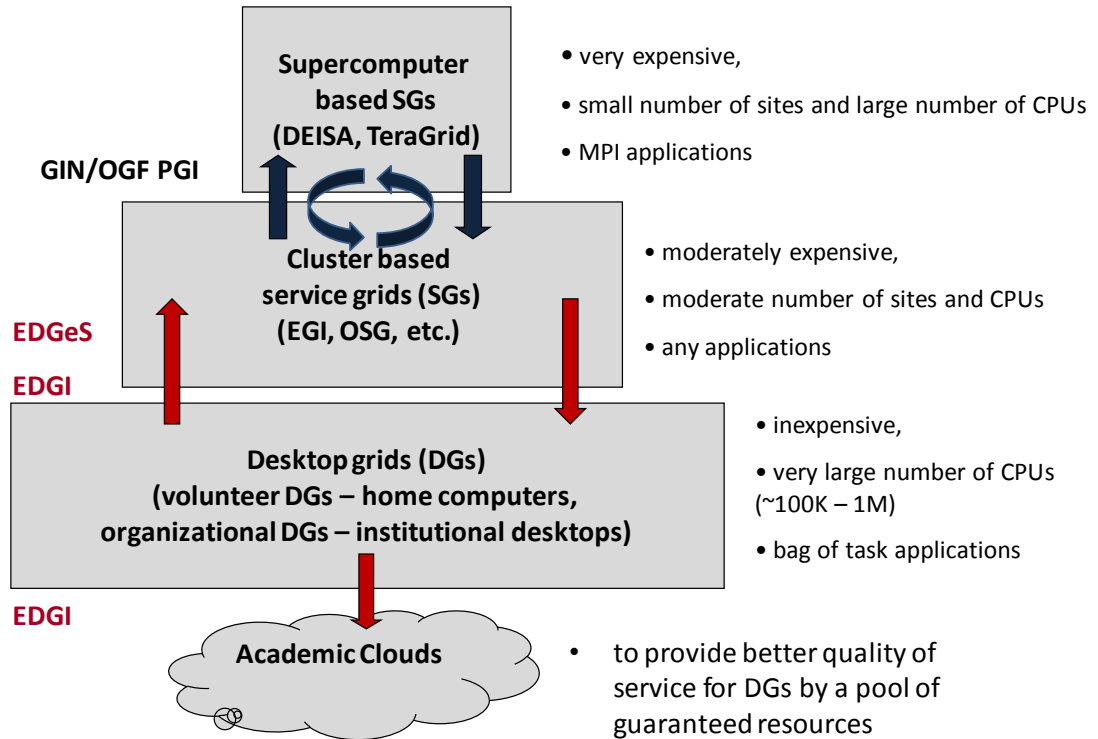 Supercomputer
based SGs
(DEISA, TeraGrid)
• very expensive,
• small number of sites and large number of CPUs
• MPI applications
GIN/OGF PGI
Cluster based
service grids (SGs)
(EGI, OSG, etc.)
• moderately expensive,
• moderate number of sites and CPUs
• any applications
EDGeS
EDGI
Desktop grids (DGs)
(volunteer DGs – home computers,
organizational DGs – institutional desktops)
• inexpensive,
• very large number of CPUs
(~100K – 1M)
• bag of task applications
EDGI
Academic Clouds
• to provide better quality of
service for DGs by a pool of
guaranteed resources